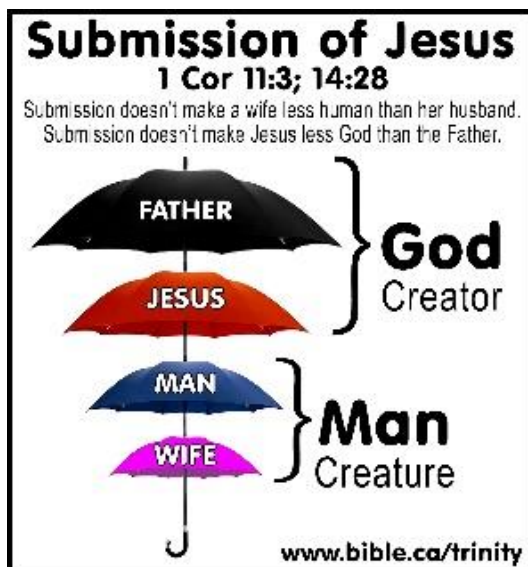 Submission of Jesus
1 Cor 11:3; 14:28
Submission doesn't make a wife less human than her husband.
Submission doesn't make Jesus less God than the Father.
FATHER
JESUS
God
Creator
MAN
WIFE
Man
Creature
www.bible.ca/trinity